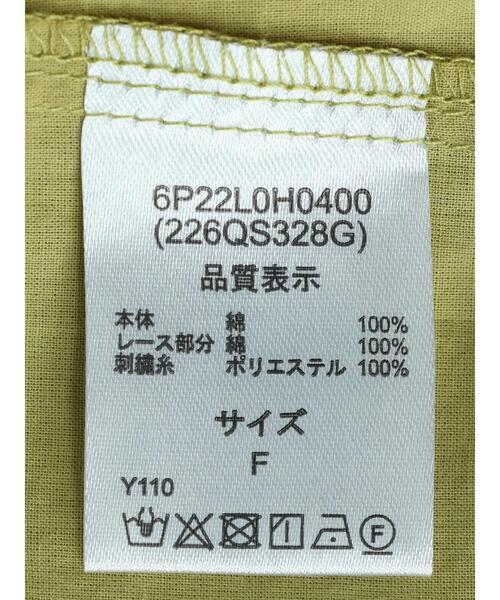 6P22L0H0400
(226QS328G)
品質表示
本体 綿 100%
レース部分 綿 100%
刺繍糸 ポリエステル 100%
サイズ
F
Y110
F